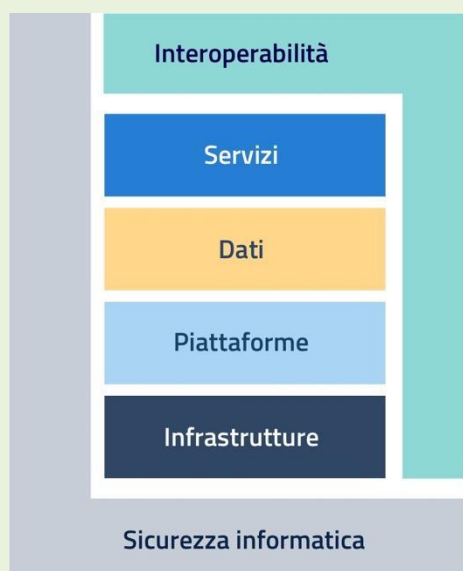 Interoperabilità
Servizi
Dati
Piattaforme
Infrastrutture
Sicurezza informatica